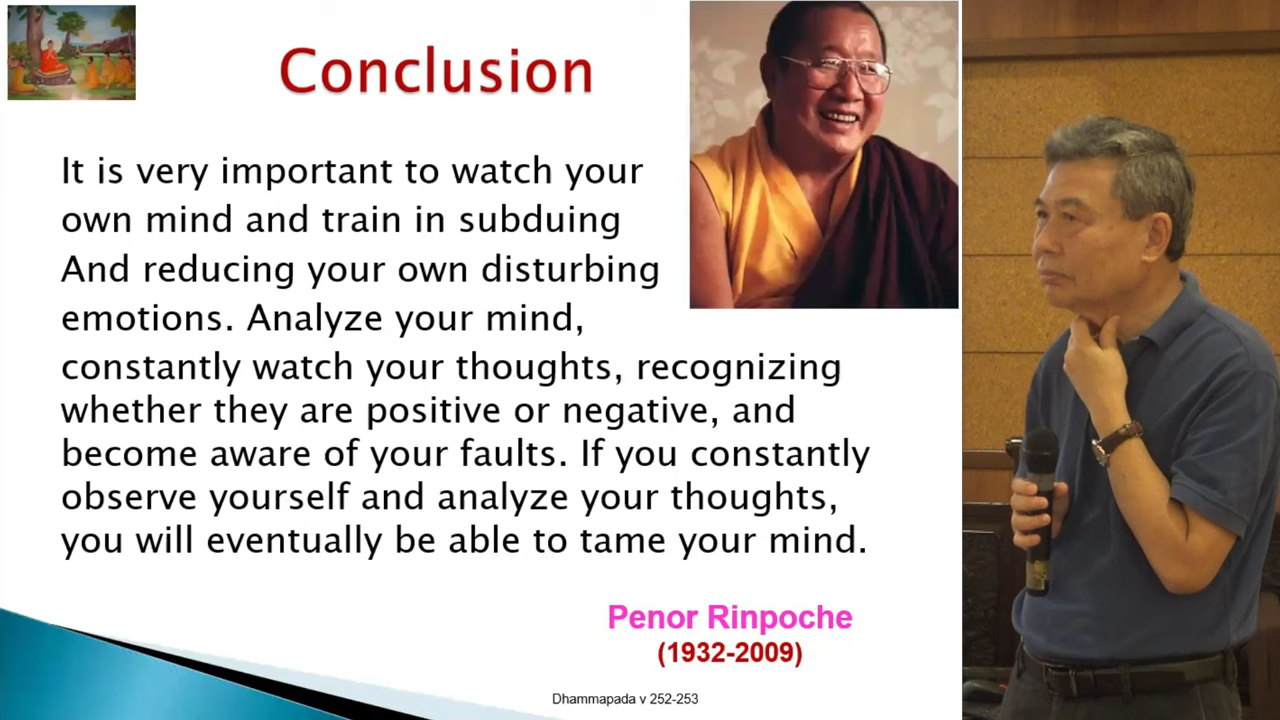 Conclusion
It is very important to watch your
own mind and train in subduing
And reducing your own disturbing
emotions. Analyze your mind,
constantly watch your thoughts, recognizing
whether they are positive or negative, and
become aware of your faults. If you constantly
observe yourself and analyze your thoughts,
you will eventually be able to tame your mind.
Penor Rinpoche
(1932-2009)
Dhammapada v 252-253